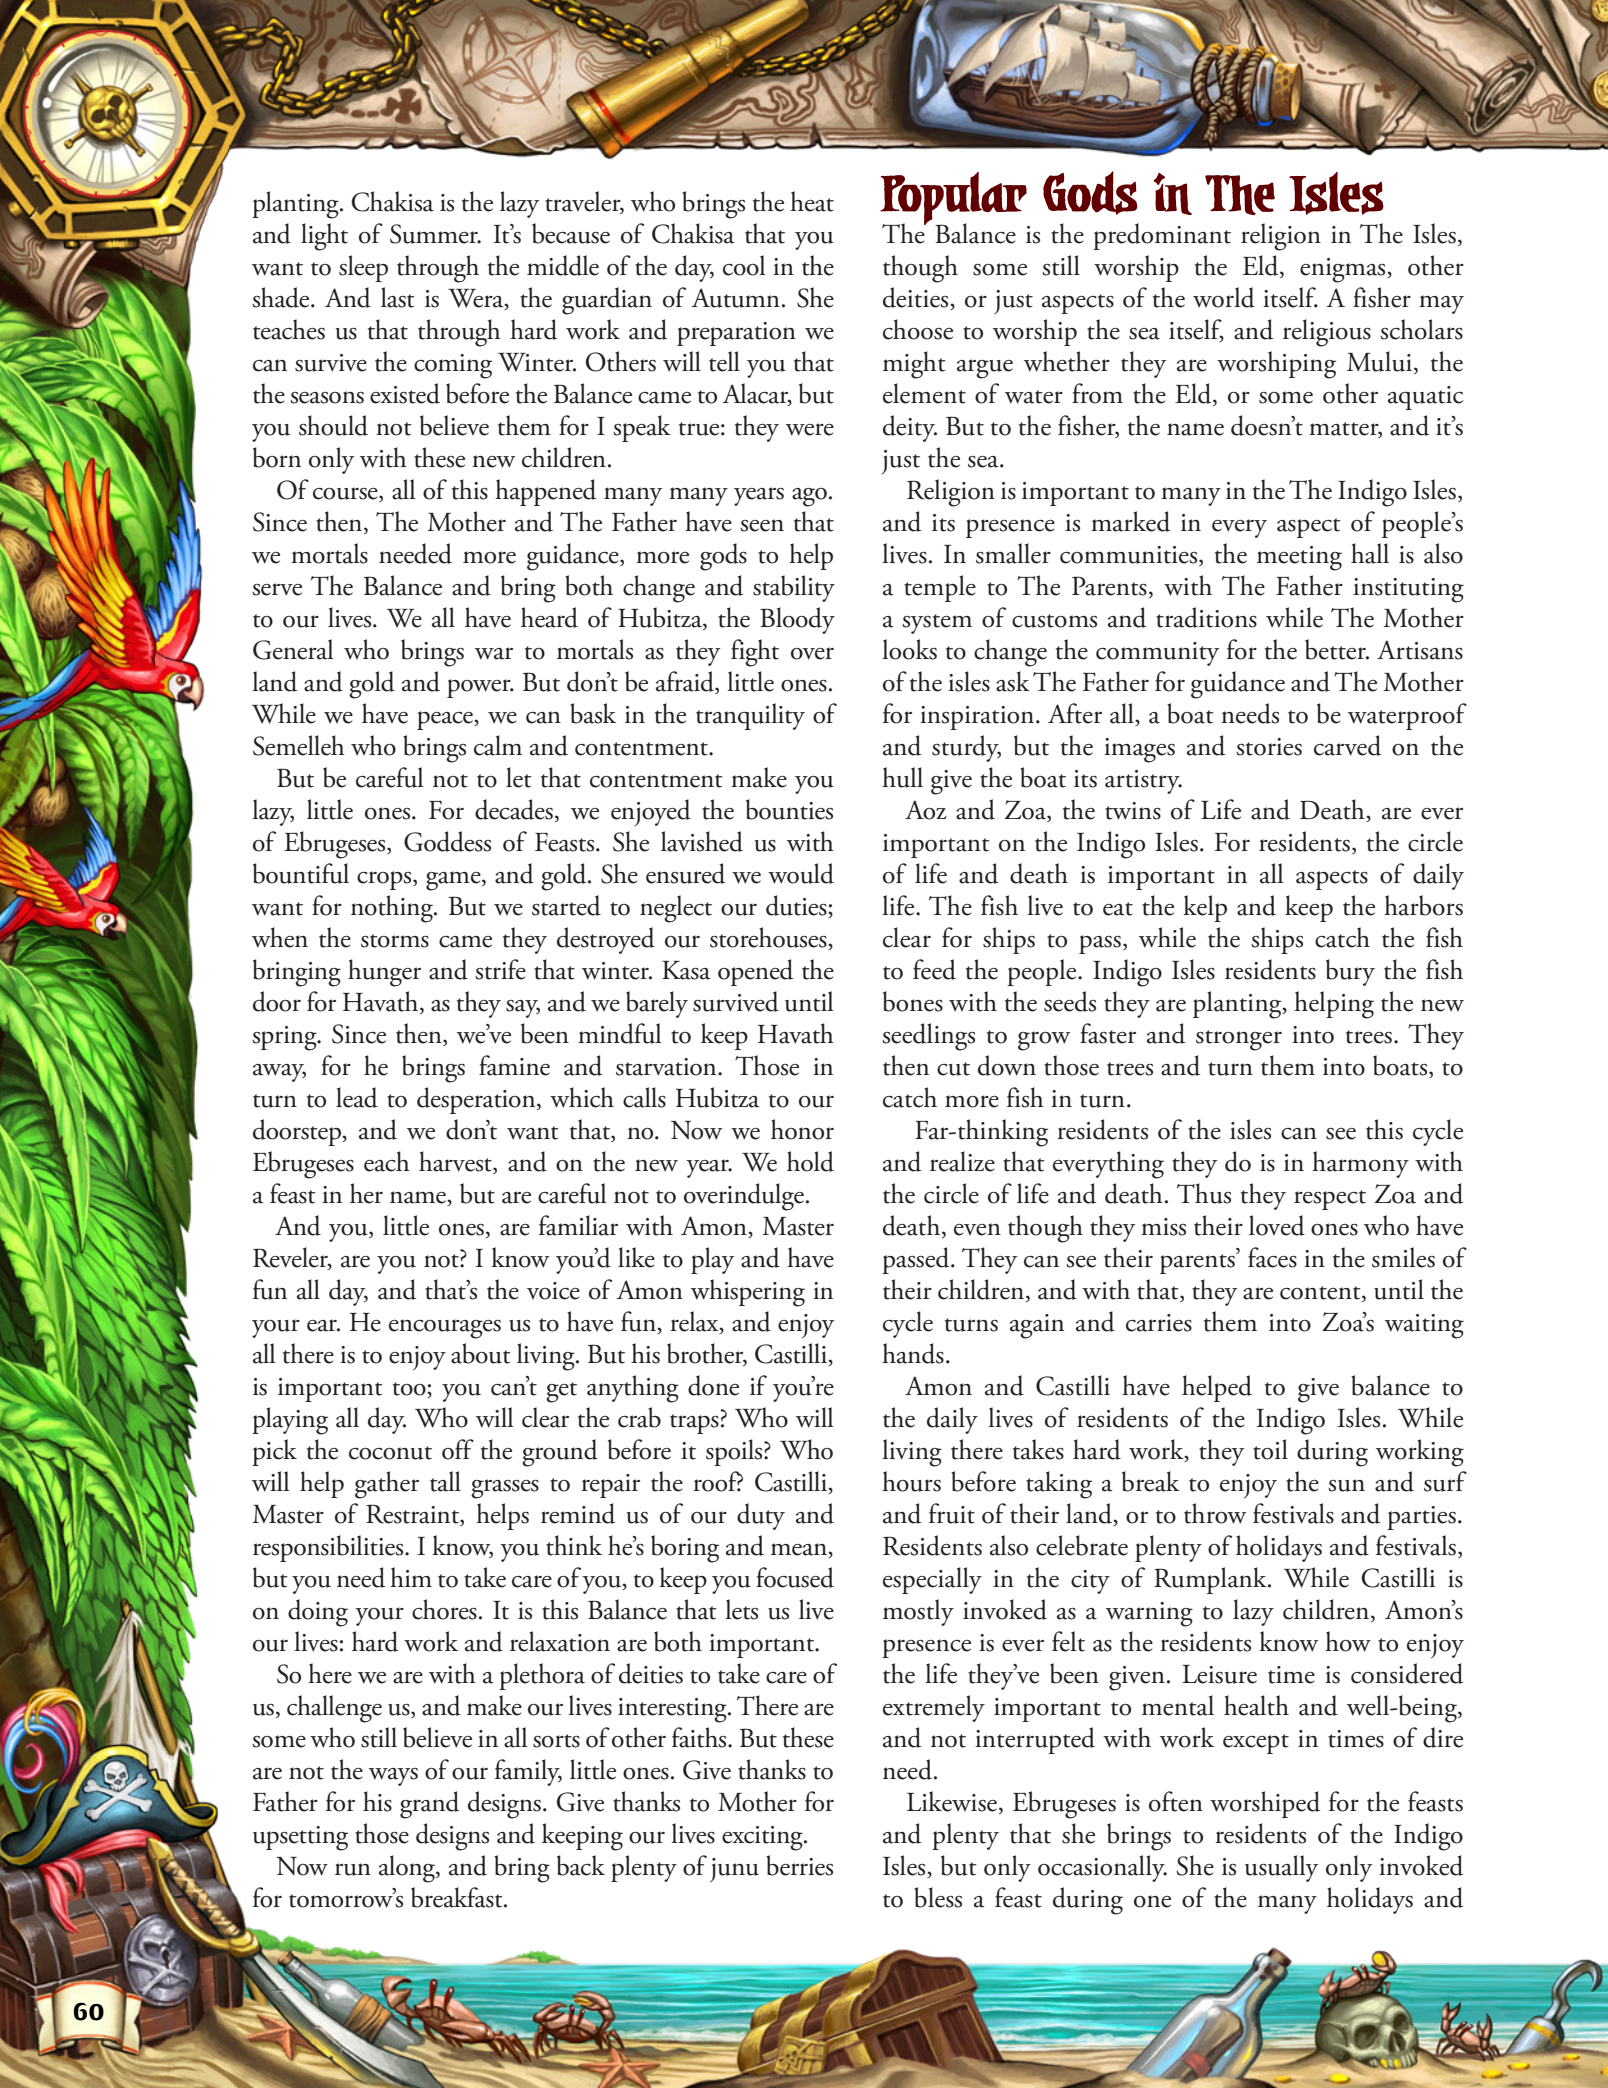 planting. Chakisa is the lazy traveler, who brings the heat
and light of Summer. It's because of Chakisa that you
want to sleep through the middle of the day, cool in the
shade. And last is Wera, the guardian of Autumn. She
teaches us that through hard work and preparation we
can survive the coming Winter. Others will tell you that
the seasons existed before the Balance came to Alacar, but
you should not believe them for I speak true: they were
born only with these new children.
Of course, all of this happened many many years ago.
Since then, The Mother and The Father have seen that
we mortals needed more guidance, more gods to help
serve The Balance and bring both change and stability
to our lives. We all have heard of Hubitza, the Bloody
General who brings war to mortals as they fight over
land and gold and power. But don't be afraid, little ones.
While we have peace, we can bask in the tranquility of
Semelleh who brings calm and contentment.
But be careful not to let that contentment make you
lazy, little ones. For decades, we enjoyed the bounties
of Ebrugeses, Goddess of Feasts. She lavished us with
bountiful crops, game, and gold. She ensured we would
want for nothing. But we started to neglect our duties;
when the storms came they destroyed our storehouses,
bringing hunger and strife that winter. Kasa opened the
door for Havath, as they say, and we barely survived until
spring. Since then, we've been mindful to keep Havath
away, for he brings famine and starvation. Those in
turn to lead to desperation, which calls Hubitza to our
doorstep, and we don't want that, no. Now we honor
Ebrugeses each harvest, and on the new year. We hold
a feast in her name, but are careful not to overindulge.
And you, little ones, are familiar with Amon, Master
Reveler, are you not? I know you'd like to play and have
fun all day, and that's the voice of Amon whispering in
your ear. He encourages us to have fun, relax, and enjoy
all there is to enjoy about living. But his brother, Castilli,
is important too; you can't get anything done if you're
playing all day. Who will clear the crab traps? Who will
pick the coconut off the ground before it spoils? Who
will help gather tall grasses to repair the roof? Castilli,
Master of Restraint, helps remind us of our duty and
responsibilities. I know, you think he's boring and mean,
but you need him to take care of you, to keep you focused
on doing your chores. It is this Balance that lets us live
our lives: hard work and relaxation are both important.
So here we are with a plethora of deities to take care of
us, challenge us, and make our lives interesting. There are
some who still believe in all sorts of other faiths. But these
are not the ways of our family, little ones. Give thanks to
Father for his grand designs. Give thanks to Mother for
upsetting those designs and keeping our lives exciting.
Now run along, and bring back plenty of junu berries
for tomorrow's breakfast.
Popular Gods in The Isles
The Balance is the predominant religion in The Isles,
though some still worship the Eld, enigmas, other
deities, or just aspects of the world itself. A fisher may
choose to worship the sea itself, and religious scholars
might argue whether they are worshiping Mului, the
element of water from the Eld, or some other aquatic
deity. But to the fisher, the name doesn't matter, and it's
just the sea.
Religion is important to many in the The Indigo Isles,
and its presence is marked in every aspect of people's
lives. In smaller communities, the meeting hall is also
a temple to The Parents, with The Father instituting
a system of customs and traditions while The Mother
looks to change the community for the better. Artisans
of the isles ask The Father for guidance and The Mother
for inspiration. After all, a boat needs to be waterproof
and sturdy, but the images and stories carved on the
hull give the boat its artistry.
Aoz and Zoa, the twins of Life and Death, are ever
important on the Indigo Isles. For residents, the circle
of life and death is important in all aspects of daily
life. The fish live to eat the kelp and keep the harbors
clear for ships to pass, while the ships catch the fish
to feed the people. Indigo Isles residents bury the fish
bones with the seeds they are planting, helping the new
seedlings to grow faster and stronger into trees. They
then cut down those trees and turn them into boats, to
catch more fish in turn.
Far-thinking residents of the isles can see this cycle
and realize that everything they do is in harmony with
the circle of life and death. Thus they respect Zoa and
death, even though they miss their loved ones who have
passed. They can see their parents' faces in the smiles of
their children, and with that, they are content, until the
cycle turns again and carries them into Zoa's waiting
hands.
Amon and Castilli have helped to give balance to
the daily lives of residents of the Indigo Isles. While
living there takes hard work, they toil during working
hours before taking a break to enjoy the sun and surf
and fruit of their land, or to throw festivals and parties.
Residents also celebrate plenty of holidays and festivals,
especially in the city of Rumplank. While Castilli is
mostly invoked as a warning to lazy children, Amon's
presence is ever felt as the residents know how to enjoy
the life they've been given. Leisure time is considered
extremely important to mental health and well-being,
and not interrupted with work except in times of dire
need.
Likewise, Ebrugeses is often worshiped for the feasts
and plenty that she brings to residents of the Indigo
Isles, but only occasionally. She is usually only invoked
to bless a feast during one of the many holidays and
60